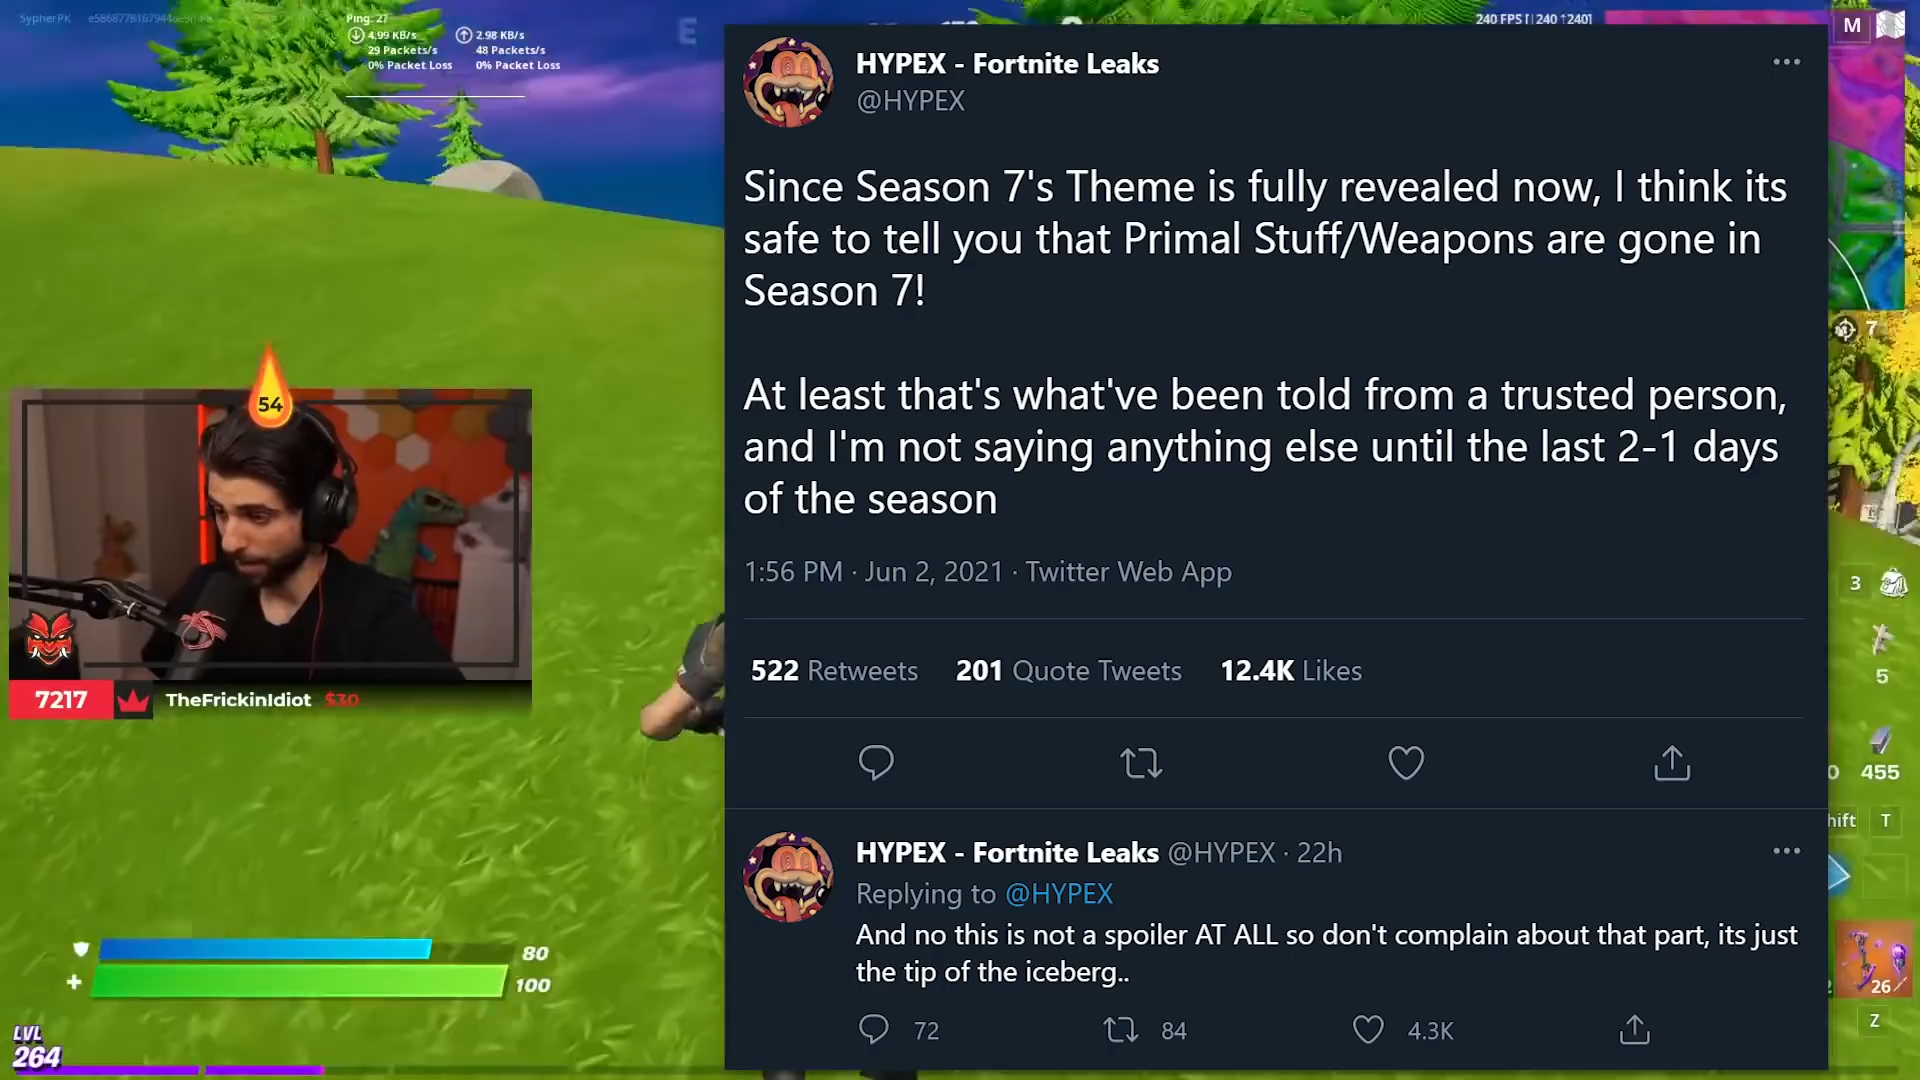 SypherPK
Ping: 27
4.99 KB/s
2.98 KB/s
29 Packets/s
48 Packets/s
0% Packet Loss
0% Packet Loss
E
240 FPS [ | 240 ↑240]
M
HYPEX - Fortnite Leaks
@HYPEX
Since Season 7's Theme is fully revealed now, I think its
safe to tell you that Primal Stuff/Weapons are gone in
Season 7!
At least that's what've been told from a trusted person,
and I'm not saying anything else until the last 2-1 days
of the season
1:56 PM · Jun 2, 2021 · Twitter Web App
522 Retweets 201 Quote Tweets 12.4K Likes
HYPEX - Fortnite Leaks @HYPEX · 22h
Replying to @HYPEX
And no this is not a spoiler AT ALL so don't complain about that part, its just
the tip of the iceberg..
72
84
4.3K
54
7217
TheFrickinIdiot $30
80
100
LVL
264
7
3
5
455
hift
T
26
Z